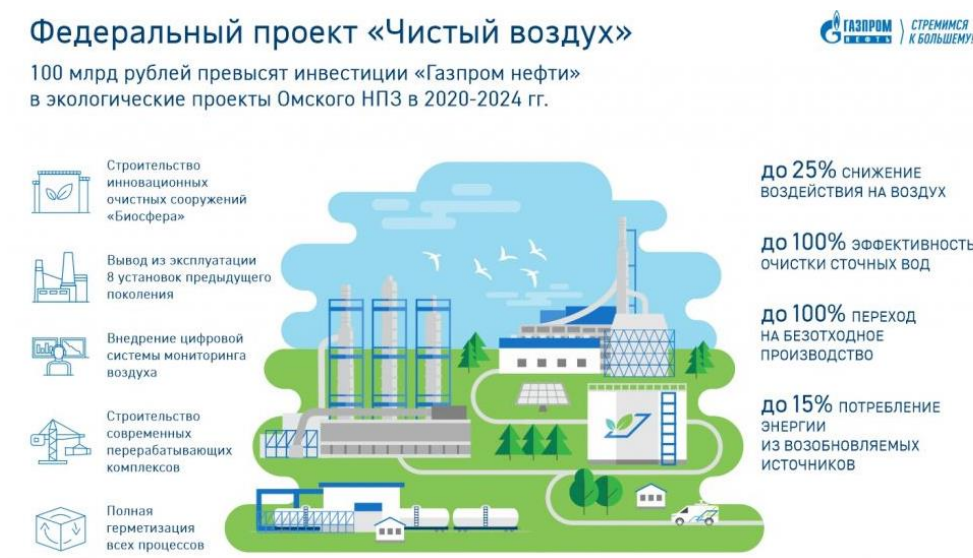 Федеральный проект «Чистый воздух»
ГАЗПРОМ
НЕФТЬ
СТРЕМИМСЯ
К БОЛЬШЕМУ!
100 млрд рублей превысят инвестиции «Газпром нефти»
в экологические проекты Омского НПЗ в 2020-2024 гг.
Строительство
инновационных
очистных сооружений
«Биосфера»
Вывод из эксплуатации
8 установок предыдущего
поколения
Внедрение цифровой
системы мониторинга
воздуха
Строительство
современных
перерабатывающих
комплексов
Полная
герметизация
всех процессов
до 25% СНИЖЕНИЕ
ВОЗДЕЙСТВИЯ НА ВОЗДУХ
до 100% ЭФФЕКТИВНОСТЬ
ОЧИСТКИ СТОЧНЫХ ВОД
до 100% ПЕРЕХОД
НА БЕЗОТХОДНОЕ
ПРОИЗВОДСТВО
до 15% ПОТРЕБЛЕНИЕ
ЭНЕРГИИ
ИЗ ВОЗОБНОВЛЯЕМЫХ
ИСТОЧНИКОВ